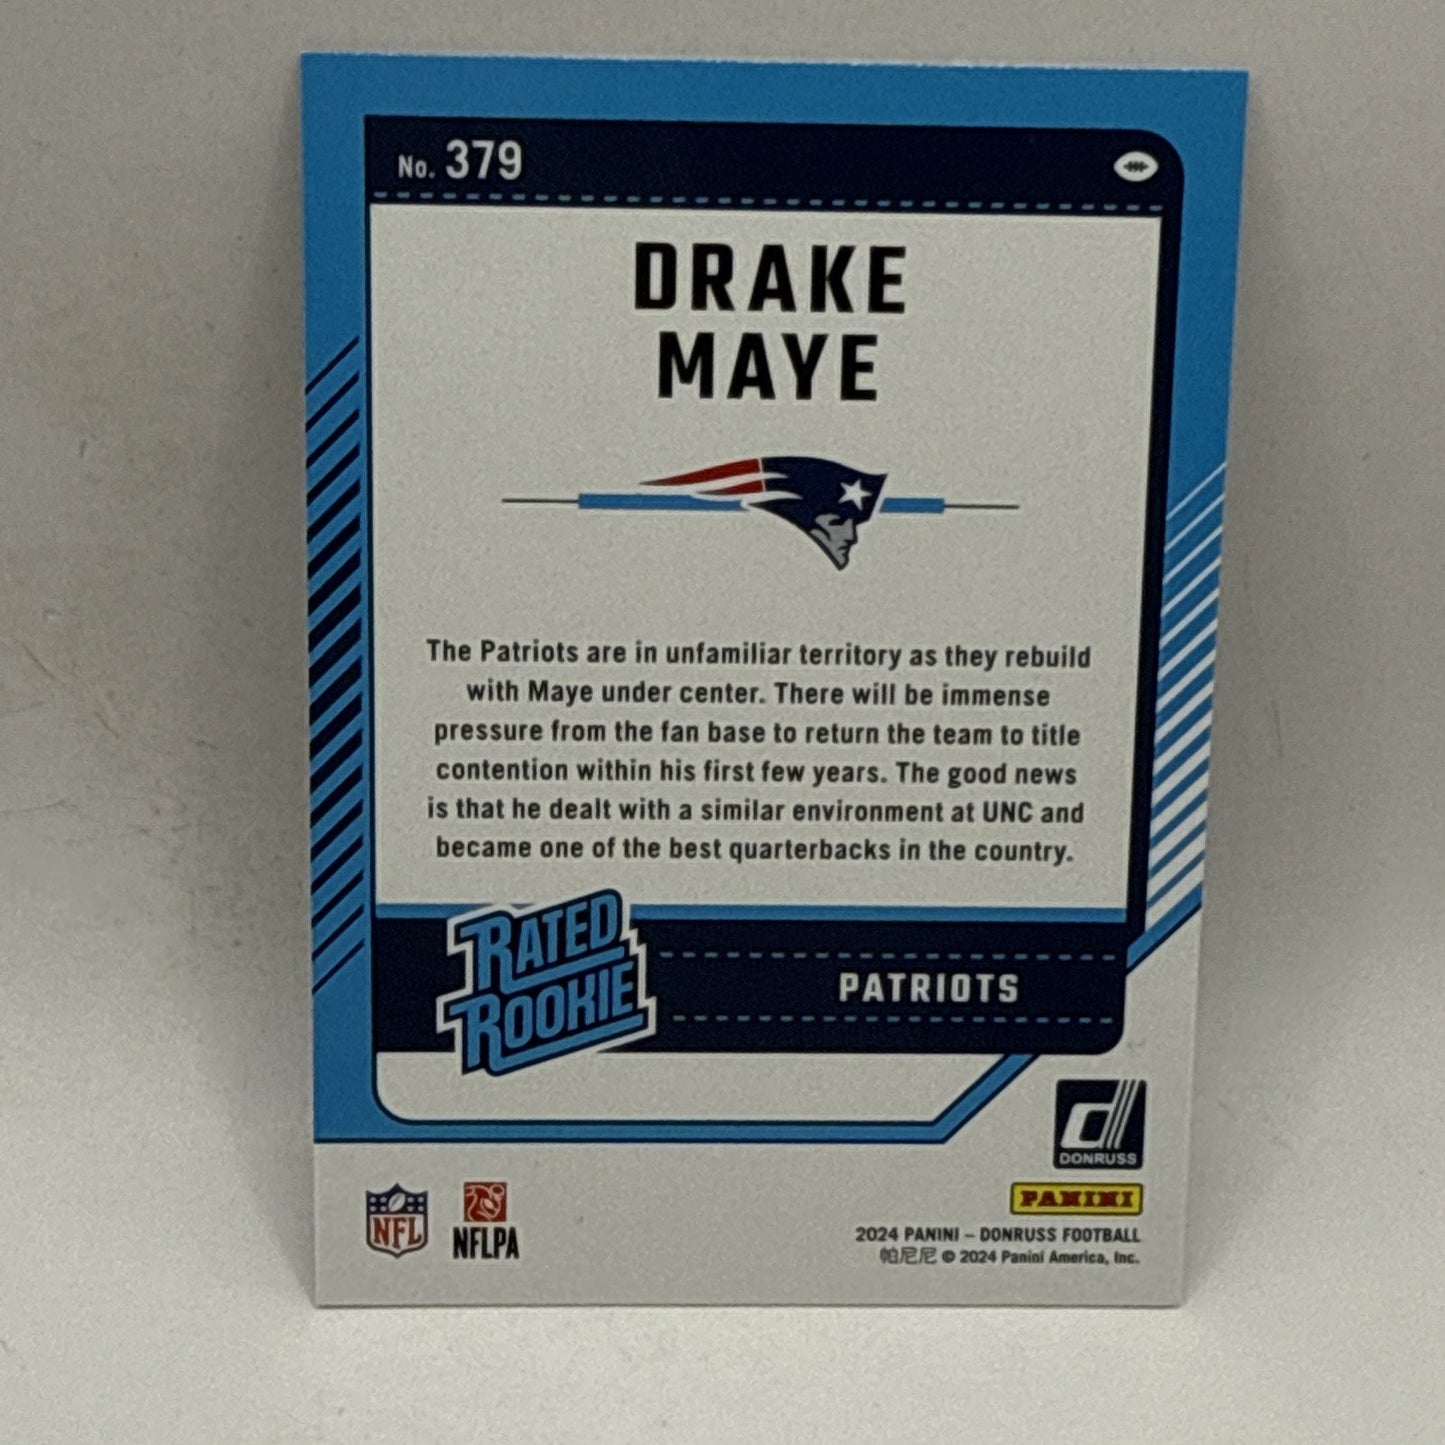 No. 379
DRAKE
MAYE
The Patriots are in unfamiliar territory as they rebuild
with Maye under center. There will be immense
pressure from the fan base to return the team to title
contention within his first few years. The good news
is that he dealt with a similar environment at UNC and
became one of the best quarterbacks in the country.
RATED
ROOKIE
PATRIOTS
d
DONRUSS
PANINI
NFL
NFLPA
2024 PANINI – DONRUSS FOOTBALL
帕尼尼 © 2024 Panini America, Inc.